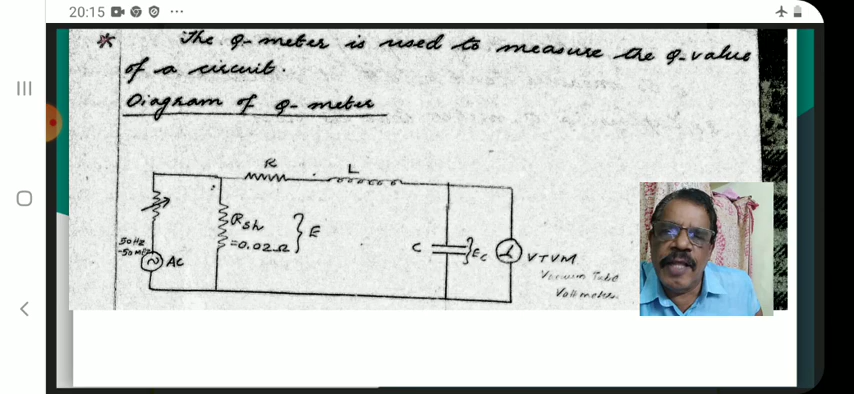 20:15
* The Q-meter is used to measure the Q-value
of a circuit.
Diagram of Q-meter
R
L
Rsh
=0.02Ω
E
50Hz
-50MHz
AC
C
Ec
VTVM
Vacuum Tube
Voltmeter.